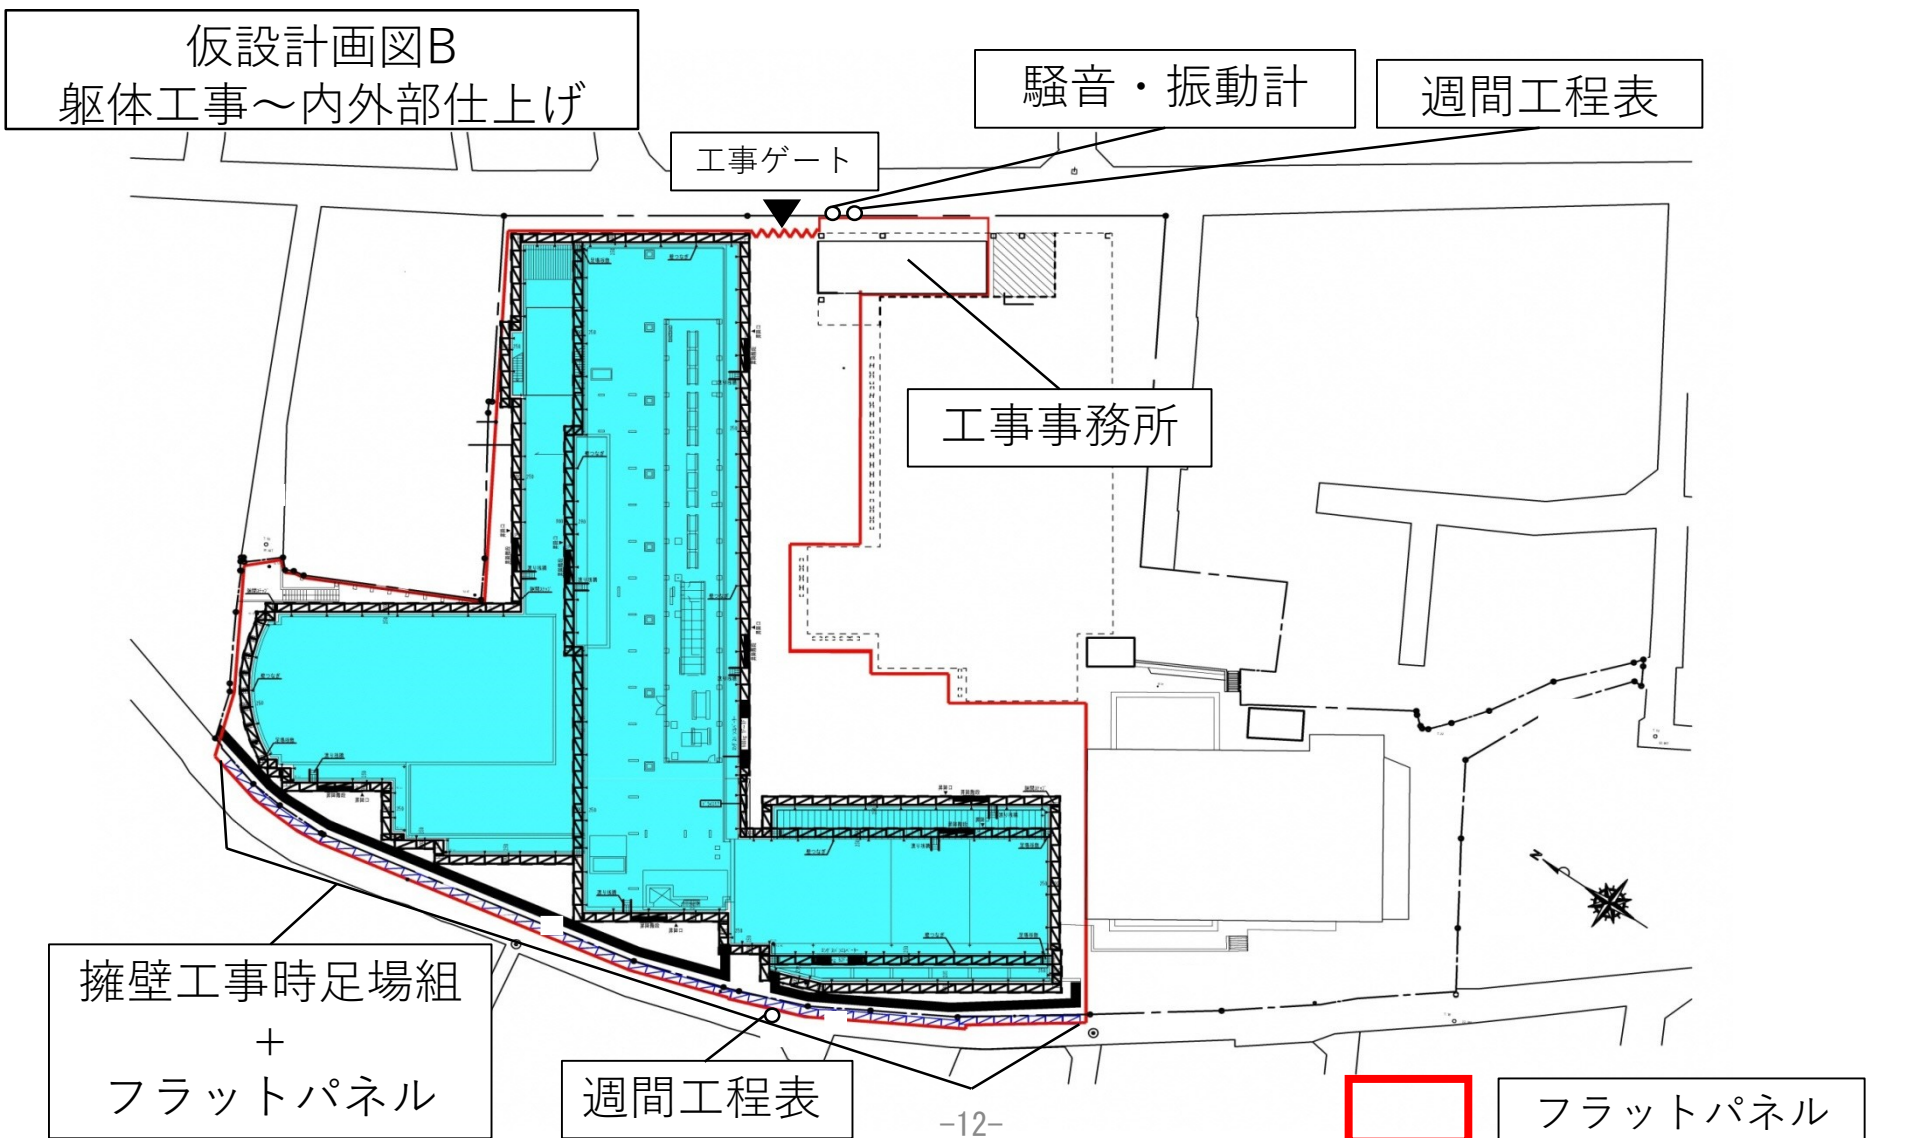 仮設計画図B
躯体工事～内外部仕上げ
騒音・振動計
週間工程表
工事ゲート
工事事務所
N
擁壁工事時足場組
＋
フラットパネル
週間工程表
フラットパネル
-12-